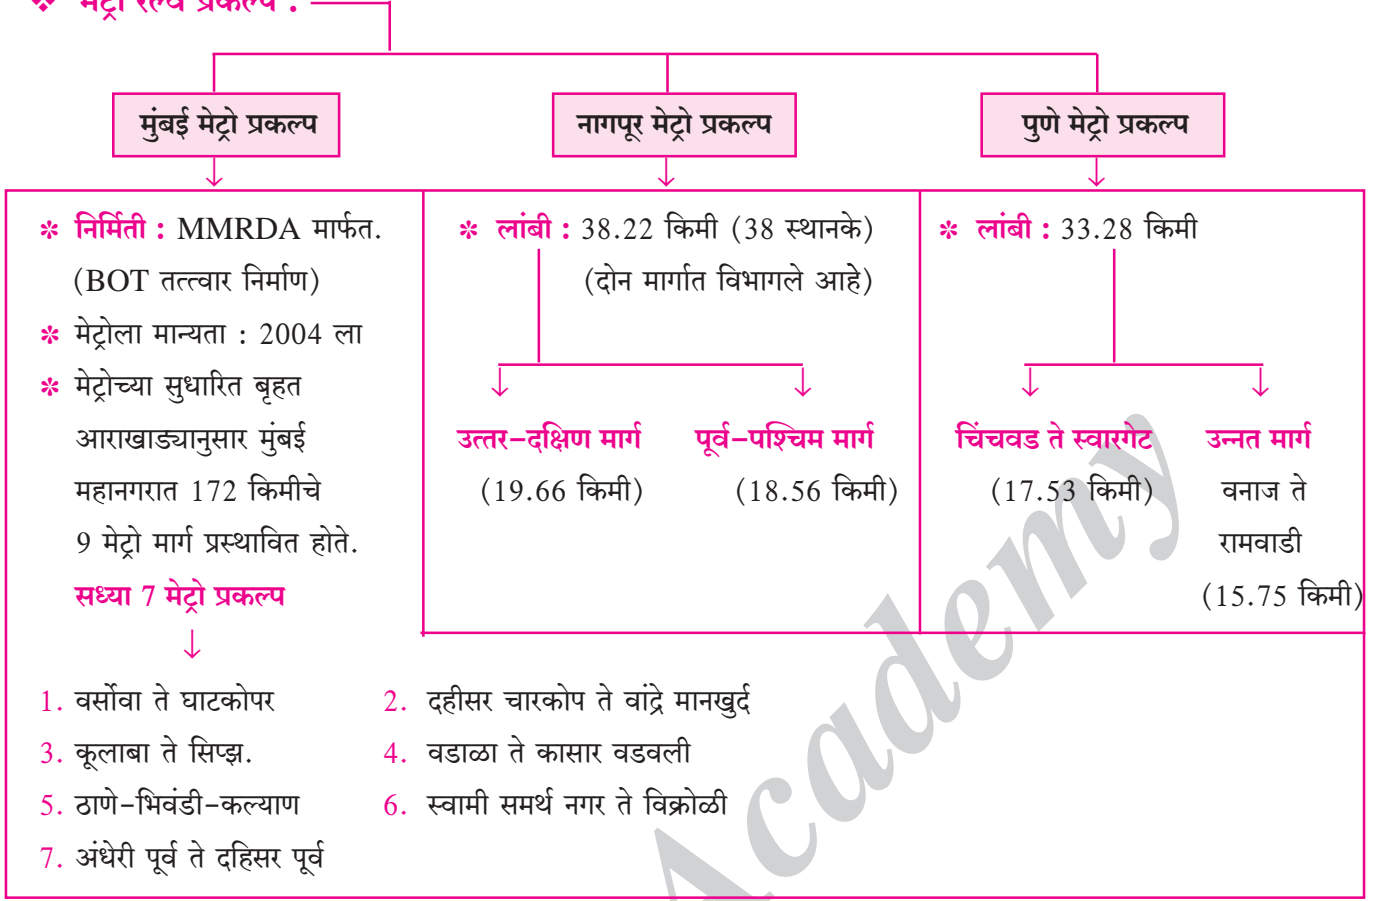 ❖ मेट्रो रेल्वे प्रकल्प :
मुंबई मेट्रो प्रकल्प
* निर्मिती : MMRDA मार्फत.
(BOT तत्त्वार निर्माण)
* मेट्रोला मान्यता : 2004 ला
* मेट्रोच्या सुधारित बृहत
आराखाड्यानुसार मुंबई
महानगरात 172 किमीचे
9 मेट्रो मार्ग प्रस्थावित होते.
सध्या 7 मेट्रो प्रकल्प
नागपूर मेट्रो प्रकल्प
* लांबी : 38.22 किमी (38 स्थानके)
(दोन मार्गात विभागले आहे)
उत्तर-दक्षिण मार्ग
(19.66 किमी)
पूर्व-पश्चिम मार्ग
(18.56 किमी)
पुणे मेट्रो प्रकल्प
* लांबी : 33.28 किमी
चिंचवड ते स्वारगेट
(17.53 किमी)
उन्नत मार्ग
वनाज ते
रामवाडी
(15.75 किमी)
1. वर्सोवा ते घाटकोपर
2. दहीसर चारकोप ते वांद्रे मानखुर्द
3. कूलाबा ते सिप्झ.
4. वडाळा ते कासार वडवली
5. ठाणे-भिवंडी-कल्याण
6. स्वामी समर्थ नगर ते विक्रोळी
7. अंधेरी पूर्व ते दहिसर पूर्व
Academy